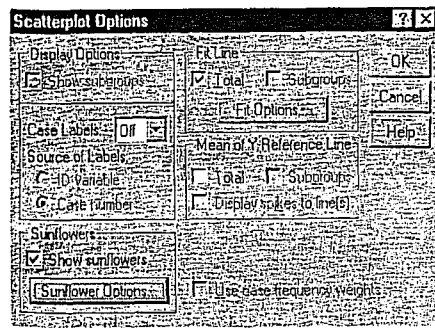 Scatterplot Options
Display Options
Show subgroups
Case Labels: Off
Source of Labels
ID variable
Case number
Sunflowers
Show sunflowers
Sunflower Options...
Fit Line
Total Subgroups
Fit Options...
Mean of Y Reference Line
Total Subgroups
Display spikes to line(s)
Use case frequency weights
OK
Cancel
Help